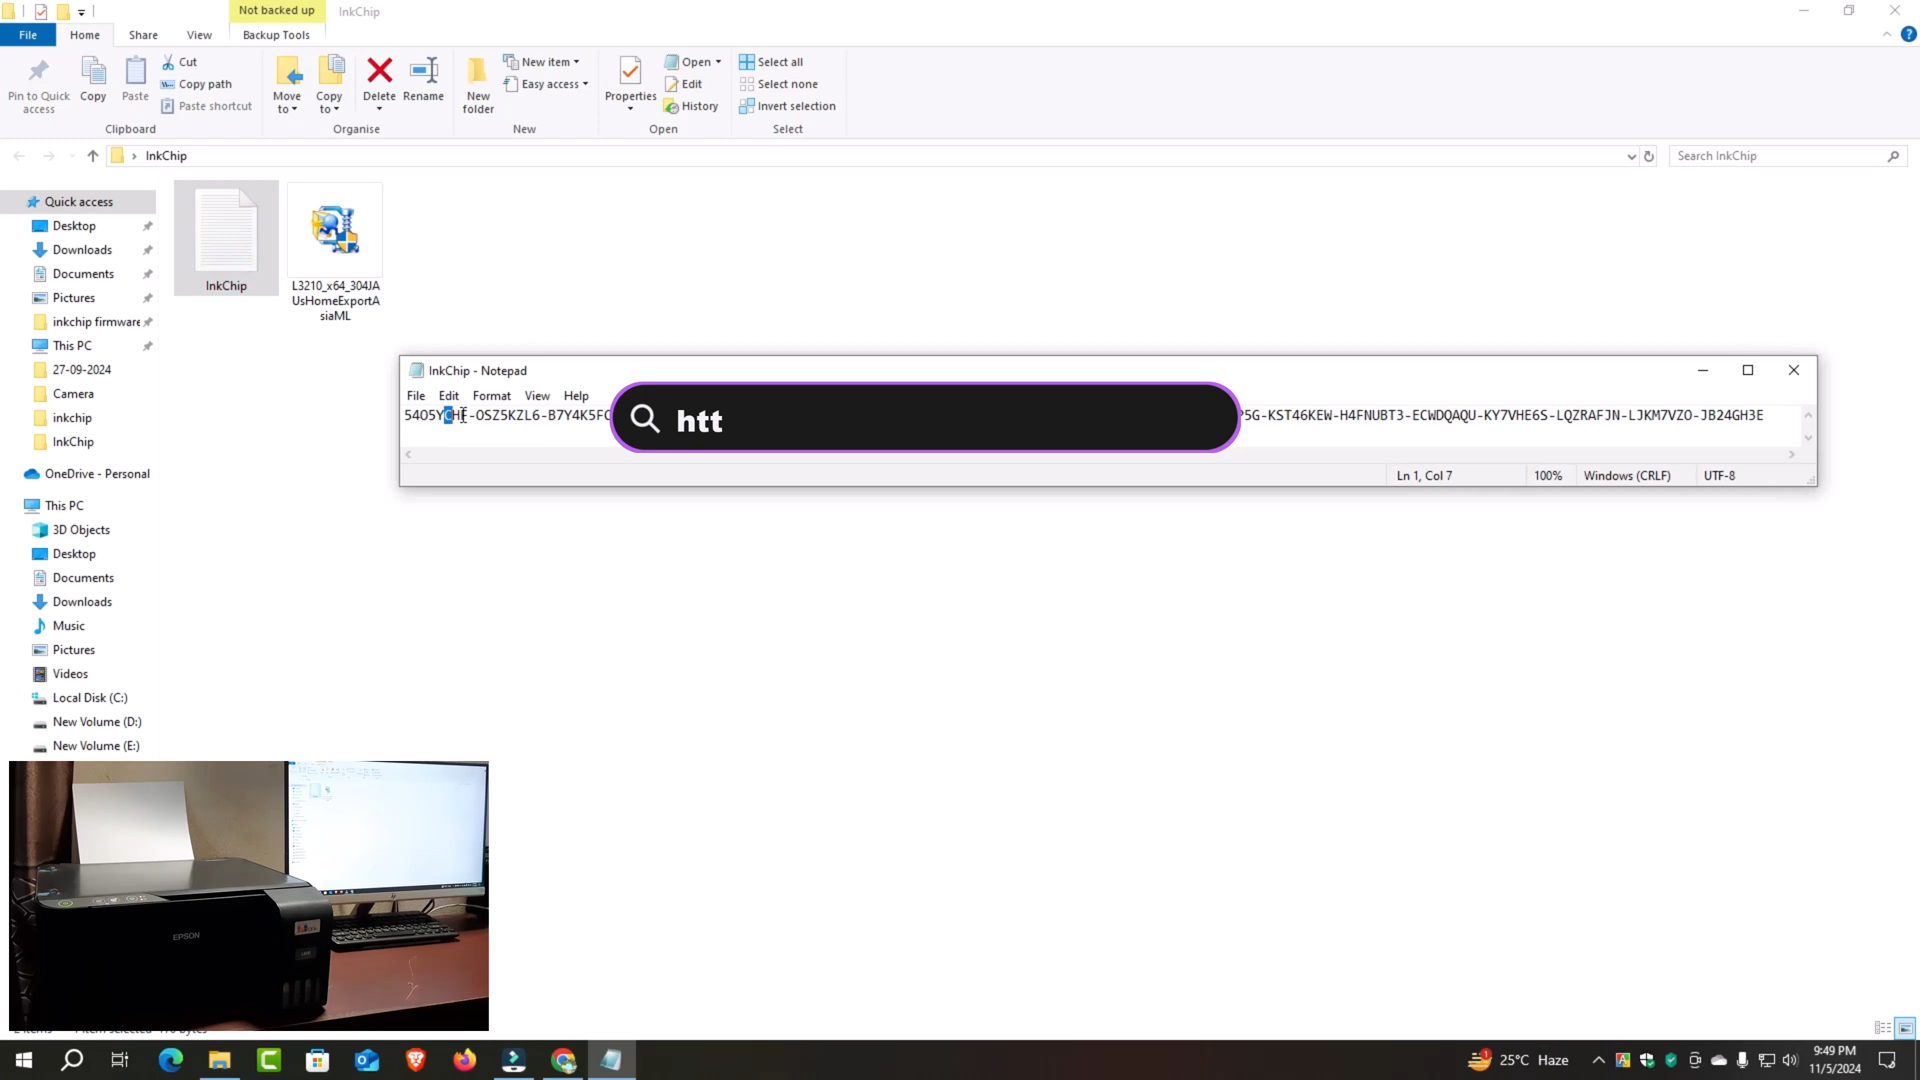 Not backed up
InkChip
File
Home
Share
View
Backup Tools
Pin to Quick access
Copy
Paste
Cut
Copy path
Paste shortcut
Clipboard
Move to
Copy to
Delete
Rename
Organise
New folder
New item
Easy access
New
Properties
Open
Edit
History
Open
Select all
Select none
Invert selection
Select
InkChip
Search InkChip
Quick access
Desktop
Downloads
Documents
Pictures
inkchip firmware
This PC
27-09-2024
Camera
inkchip
InkChip
OneDrive - Personal
This PC
3D Objects
Desktop
Documents
Downloads
Music
Pictures
Videos
Local Disk (C:)
New Volume (D:)
New Volume (E:)
InkChip
L3210_x64_304JA
UsHomeExportA
siaML
InkChip - Notepad
File Edit Format View Help
htt
5G-KST46KEW-H4FNUBT3-ECWDQAQU-KY7VHE6S-LQZRAFJN-LJKM7VZO-JB24GH3E
Ln 1, Col 7
100%
Windows (CRLF)
UTF-8
EPSON
25°C Haze
9:49 PM
11/5/2024